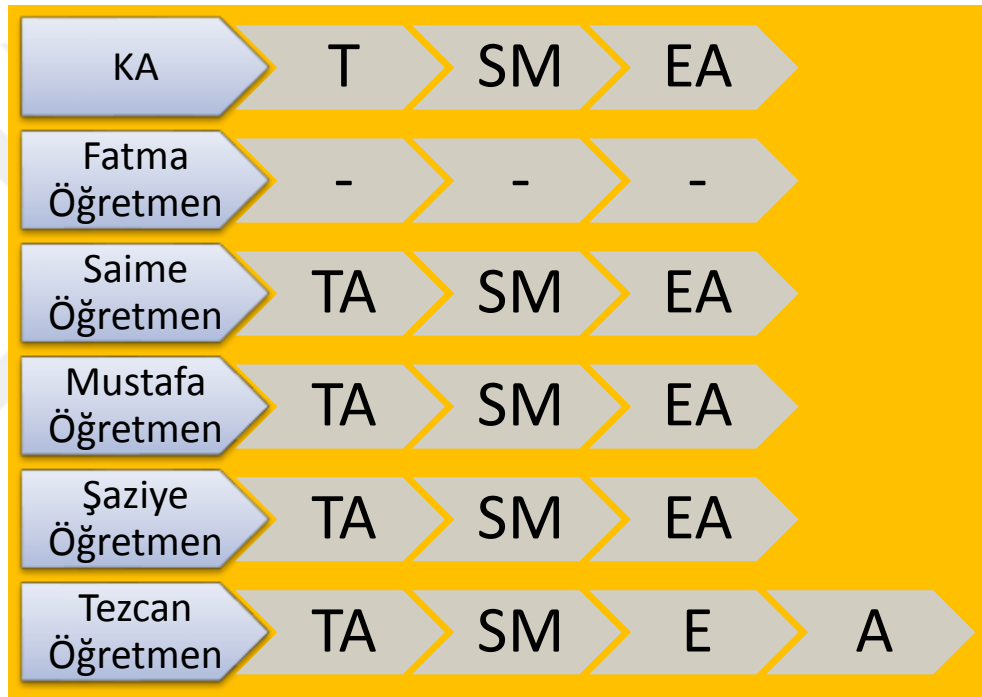 KA T SM EA
Fatma
Öğretmen - - -
Saime
Öğretmen TA SM EA
Mustafa
Öğretmen TA SM EA
Şaziye
Öğretmen TA SM EA
Tezcan
Öğretmen TA SM E A